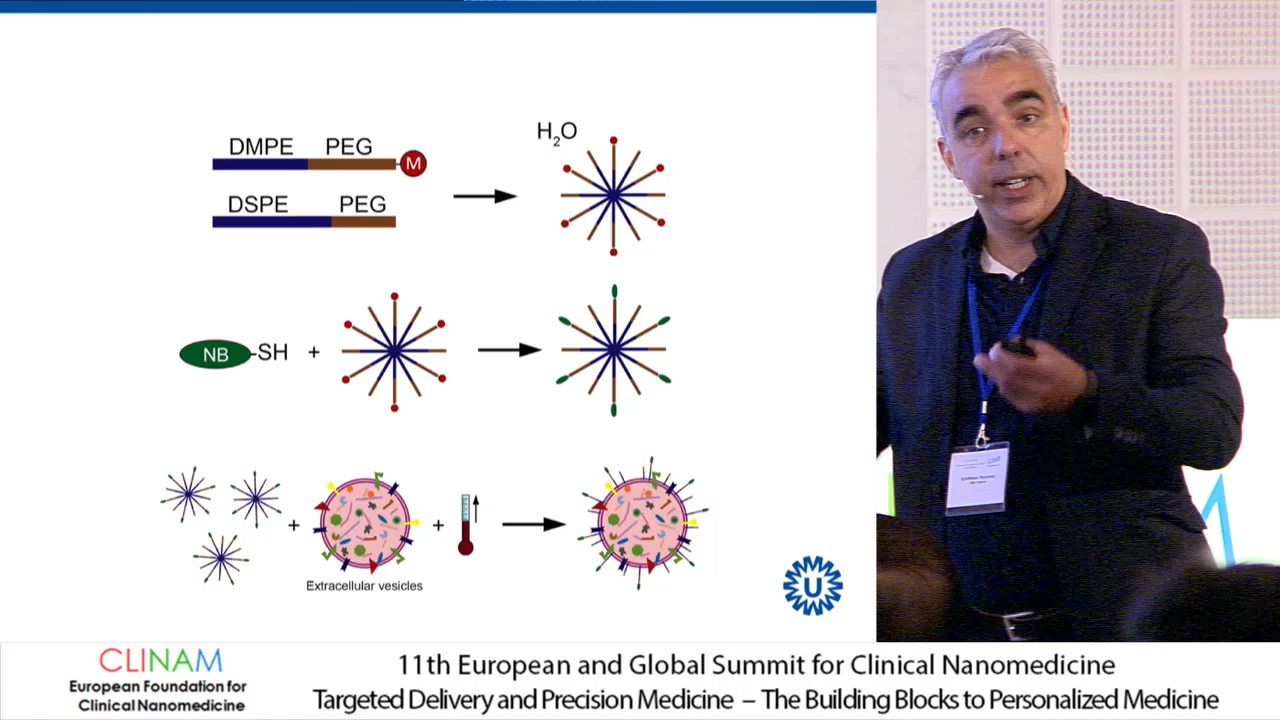 DMPE PEG
M
H2O
DSPE PEG
NB -SH +
+ +
Extracellular vesicles
U
CLINAM
European Foundation for
Clinical Nanomedicine
11th European and Global Summit for Clinical Nanomedicine
Targeted Delivery and Precision Medicine – The Building Blocks to Personalized Medicine